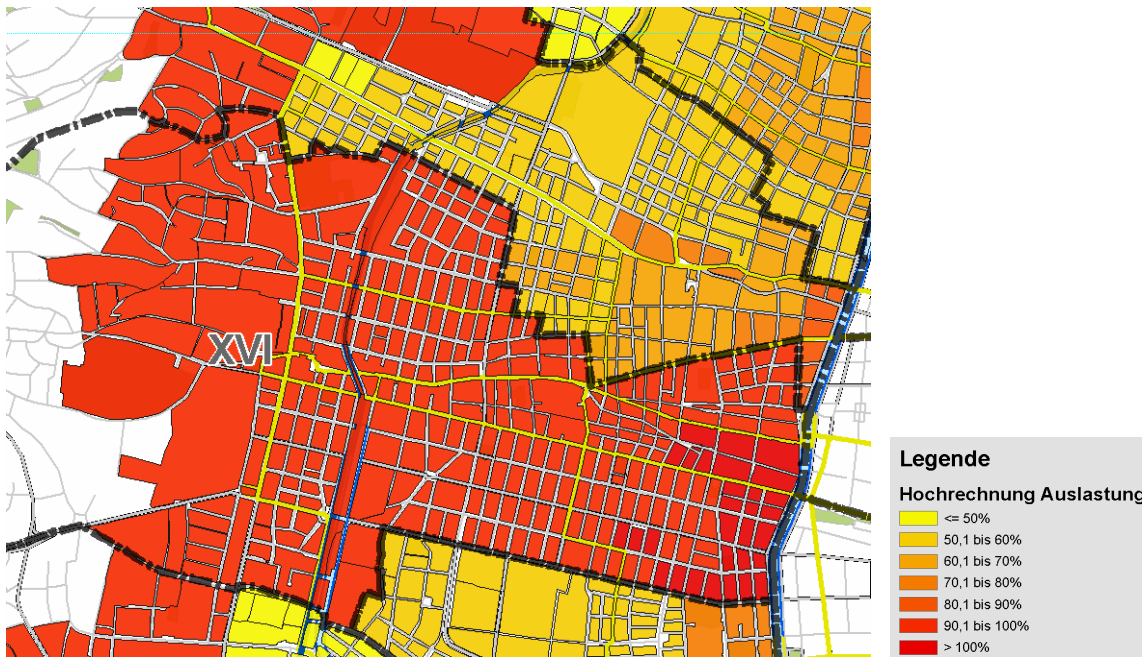 XVI
Legende
Hochrechnung Auslastung
<= 50%
50,1 bis 60%
60,1 bis 70%
70,1 bis 80%
80,1 bis 90%
90,1 bis 100%
> 100%